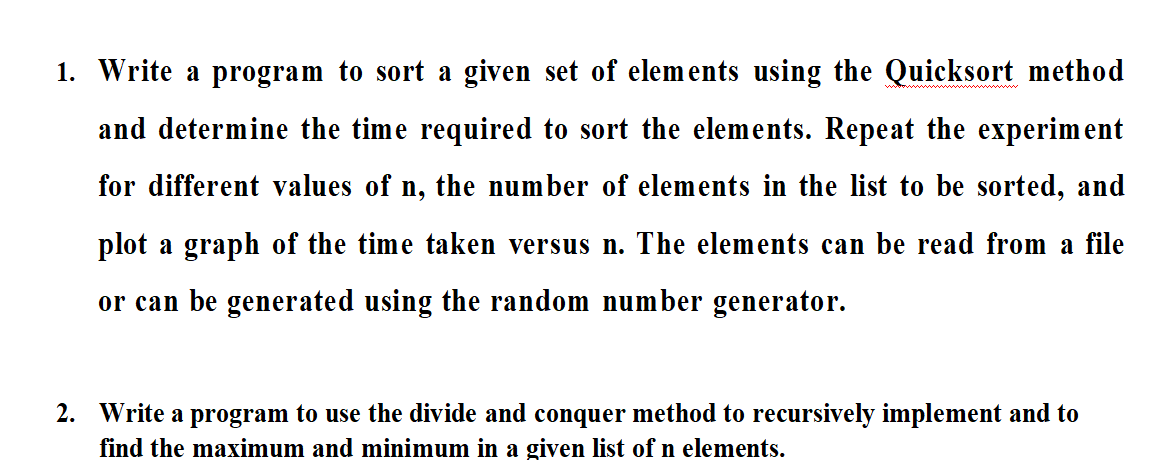 1. Write a program to sort a given set of elements using the Quicksort method
and determine the time required to sort the elements. Repeat the experiment
for different values of n, the number of elements in the list to be sorted, and
plot a graph of the time taken versus n. The elements can be read from a file
or can be generated using the random number generator.
2. Write a program to use the divide and conquer method to recursively implement and to
find the maximum and minimum in a given list of n elements.